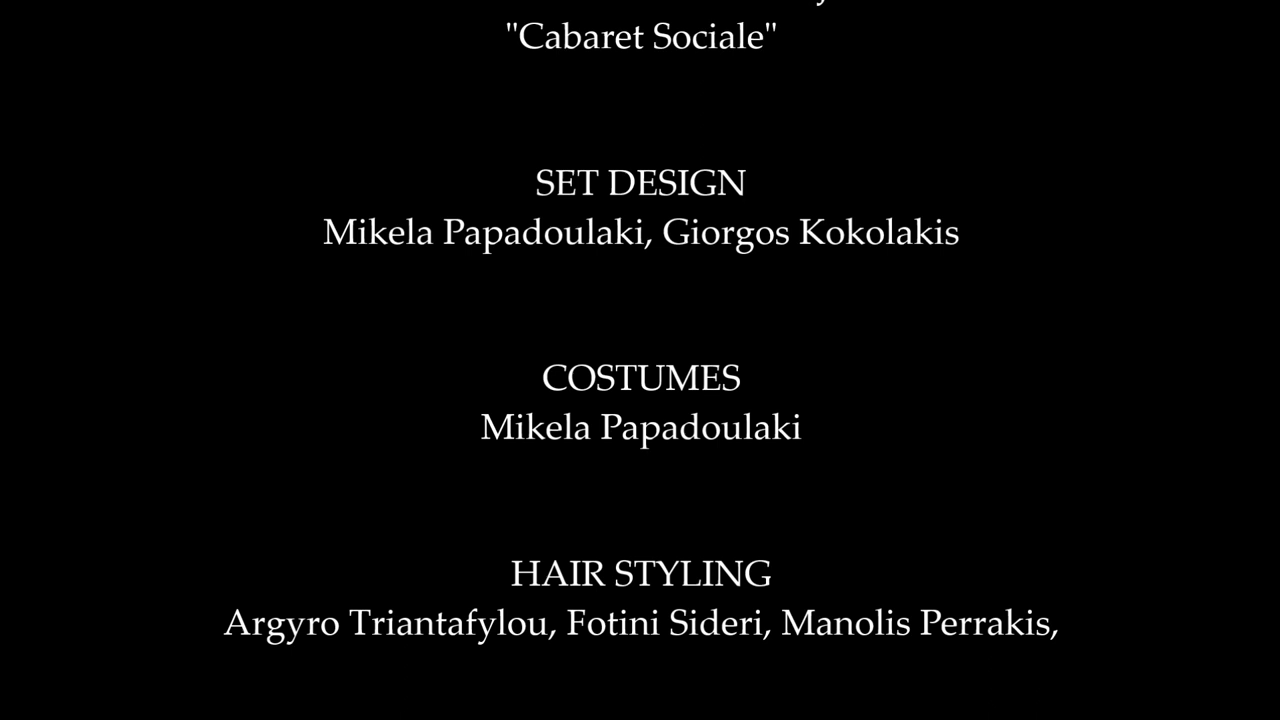 "Cabaret Sociale"
SET DESIGN
Mikela Papadoulaki, Giorgos Kokolakis
COSTUMES
Mikela Papadoulaki
HAIR STYLING
Argyro Triantafylou, Fotini Sideri, Manolis Perrakis,